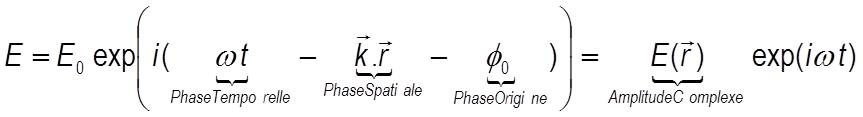 E = E₀ exp( i( ωt − k⃗.r⃗ − ϕ₀ ) ) = E(r⃗) exp(iωt)
PhaseTempo relle PhaseSpati ale PhaseOrigi ne AmplitudeC omplexe